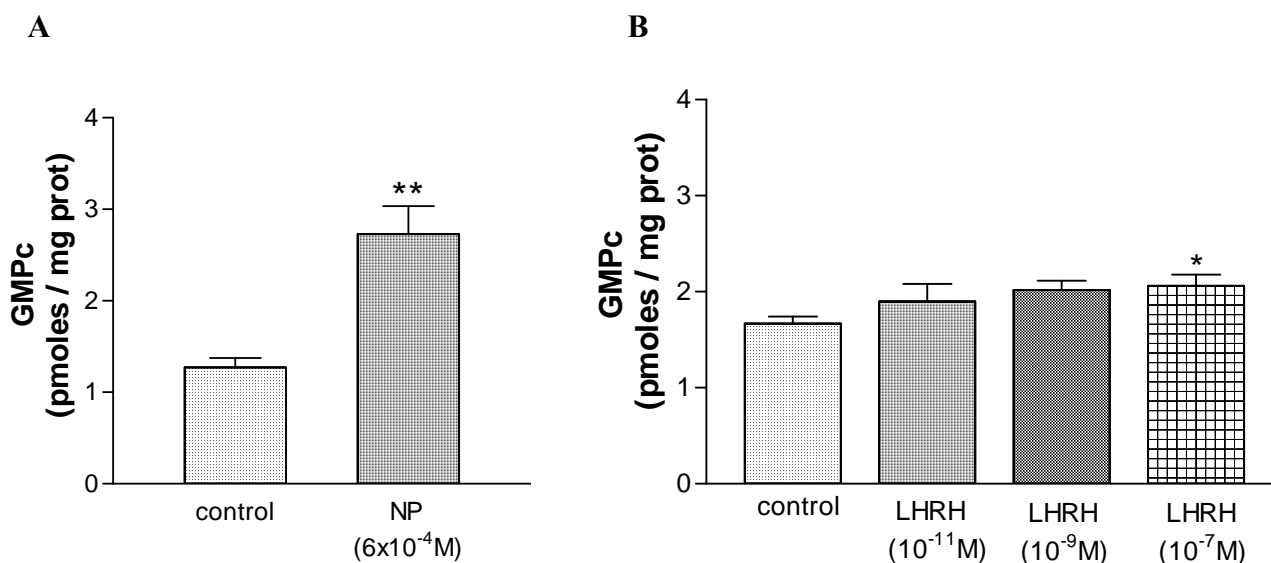 A
GMPc
(pmoles / mg prot)
4
3
2
1
0
**
control
NP
(6x10⁻⁴M)
B
GMPc
(pmoles / mg prot)
4
3
2
1
0
*
control
LHRH
(10⁻¹¹M)
LHRH
(10⁻⁹M)
LHRH
(10⁻⁷M)